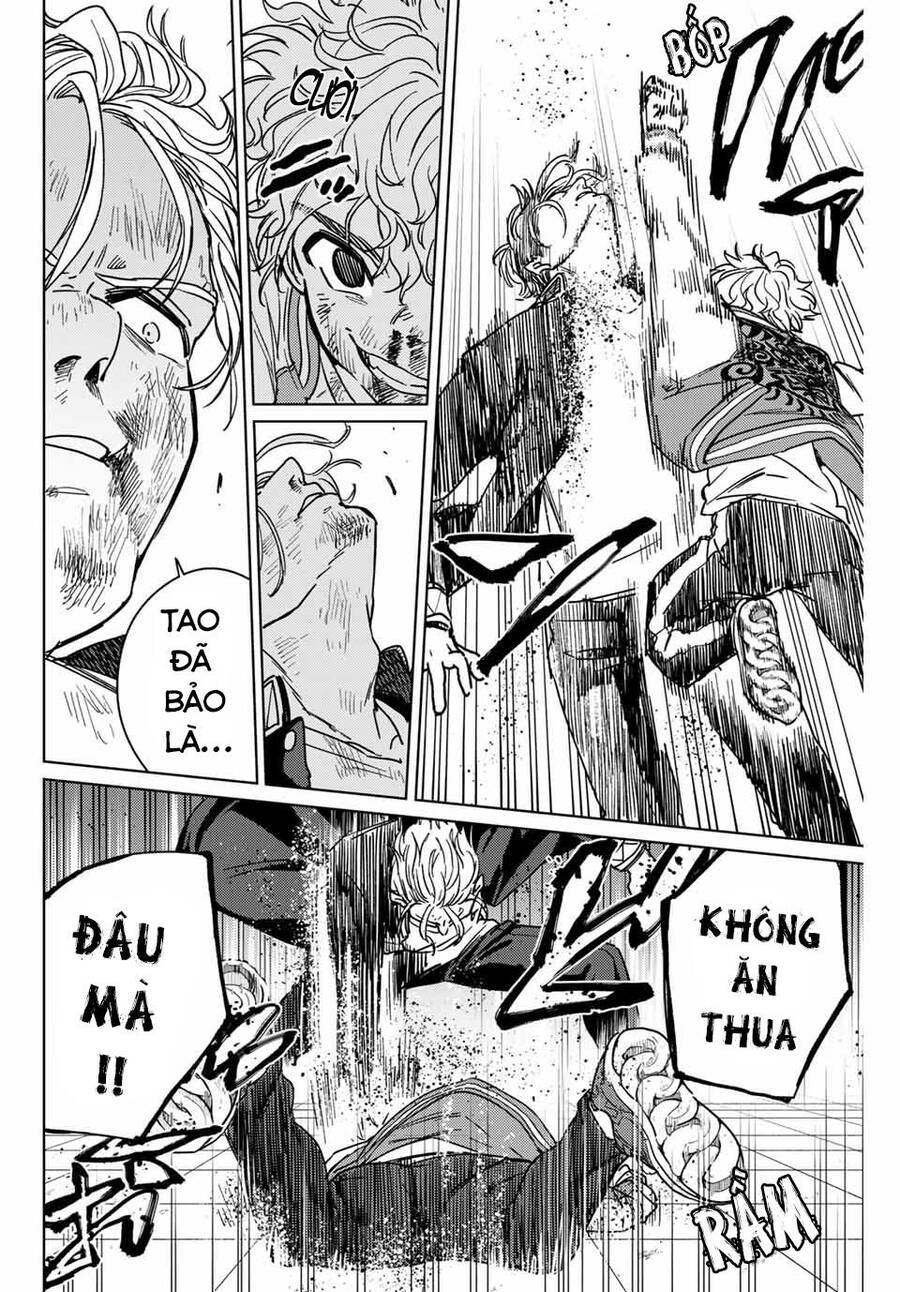 BỐP
CƯỜI
TAO
ĐÃ
BẢO
LÀ...
KHÔNG
ĂN
THUA
ĐÂU
MÀ
!!
RẦM